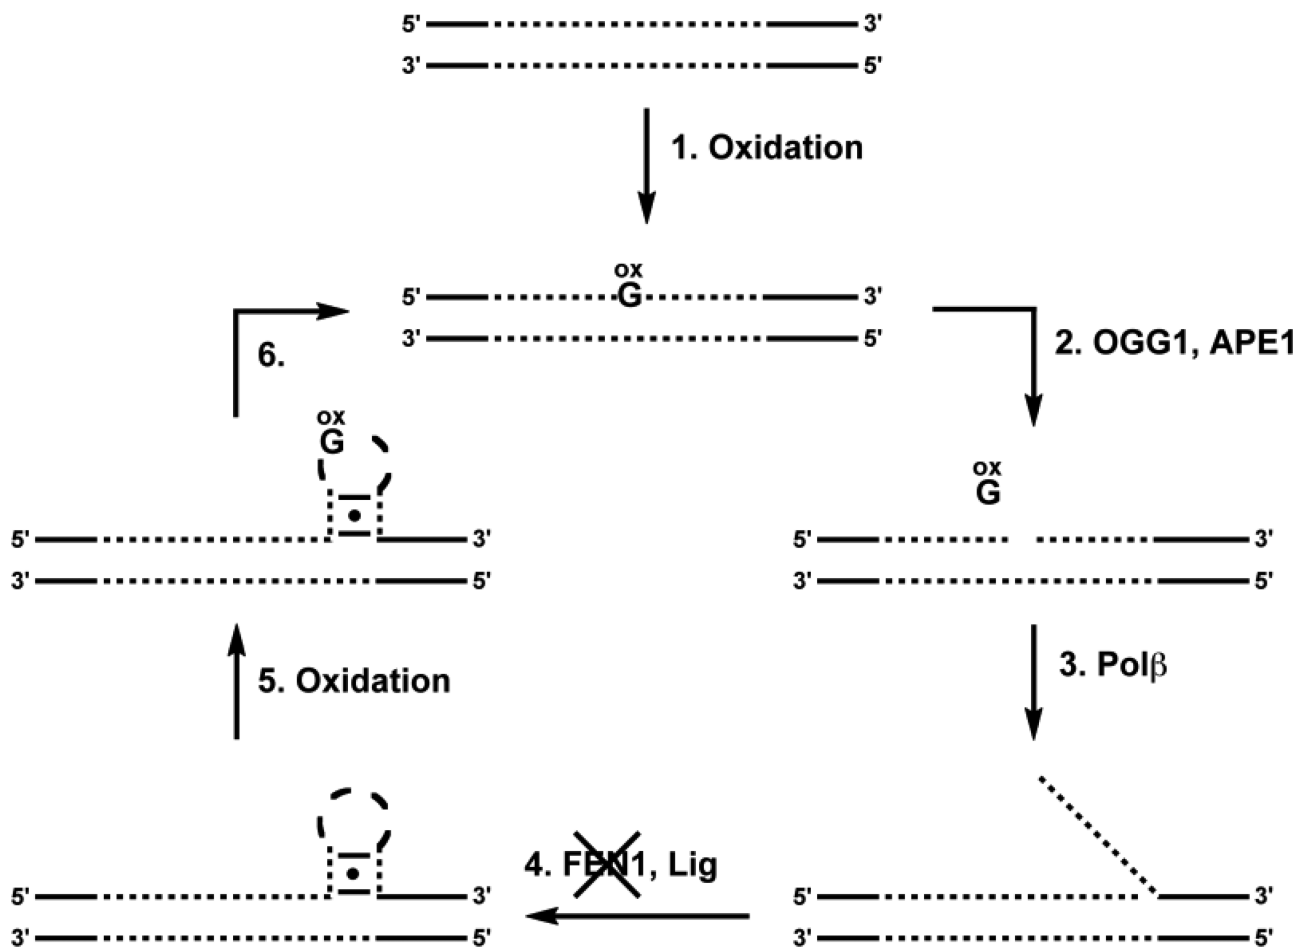 5' 3'
3' 5'
1. Oxidation
ox
5' G 3'
3' 5'
2. OGG1, APE1
6.
ox
G
ox
G
5' 3'
3' 5'
5' 3'
3' 5'
3. Polβ
5. Oxidation
4. FEN1, Lig
5' 3'
3' 5'
5' 3'
3' 5'